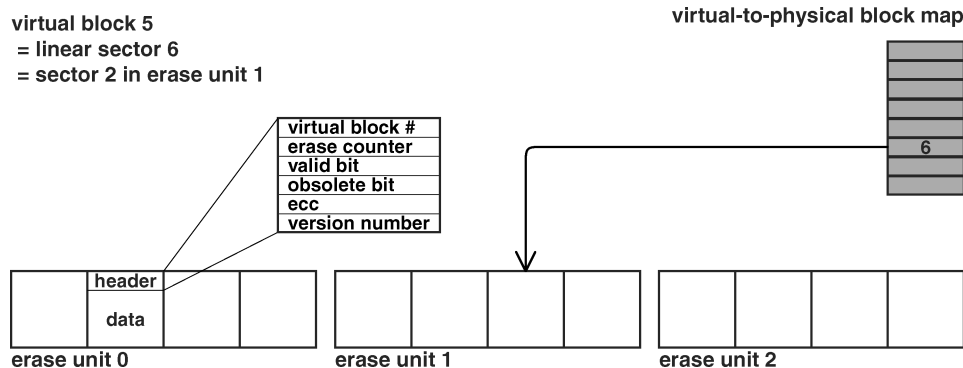 virtual block 5
= linear sector 6
= sector 2 in erase unit 1
virtual-to-physical block map
virtual block #
erase counter
valid bit
obsolete bit
ecc
version number
6
header
data
erase unit 0
erase unit 1
erase unit 2